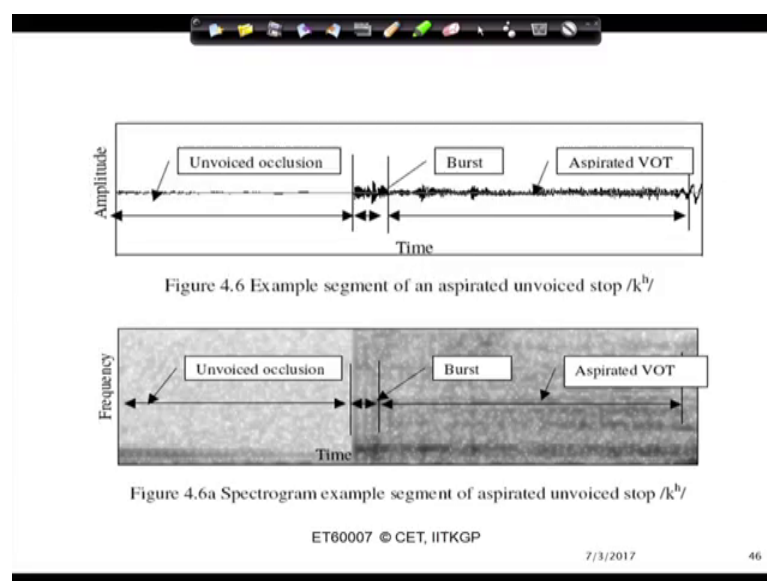 Unvoiced occlusion
Burst
Aspirated VOT
Amplitude
Time
Figure 4.6 Example segment of an aspirated unvoiced stop /kʰ/
Unvoiced occlusion
Burst
Aspirated VOT
Frequency
Time
Figure 4.6a Spectrogram example segment of aspirated unvoiced stop /kʰ/
ET60007 © CET, IITKGP
7/3/2017
46